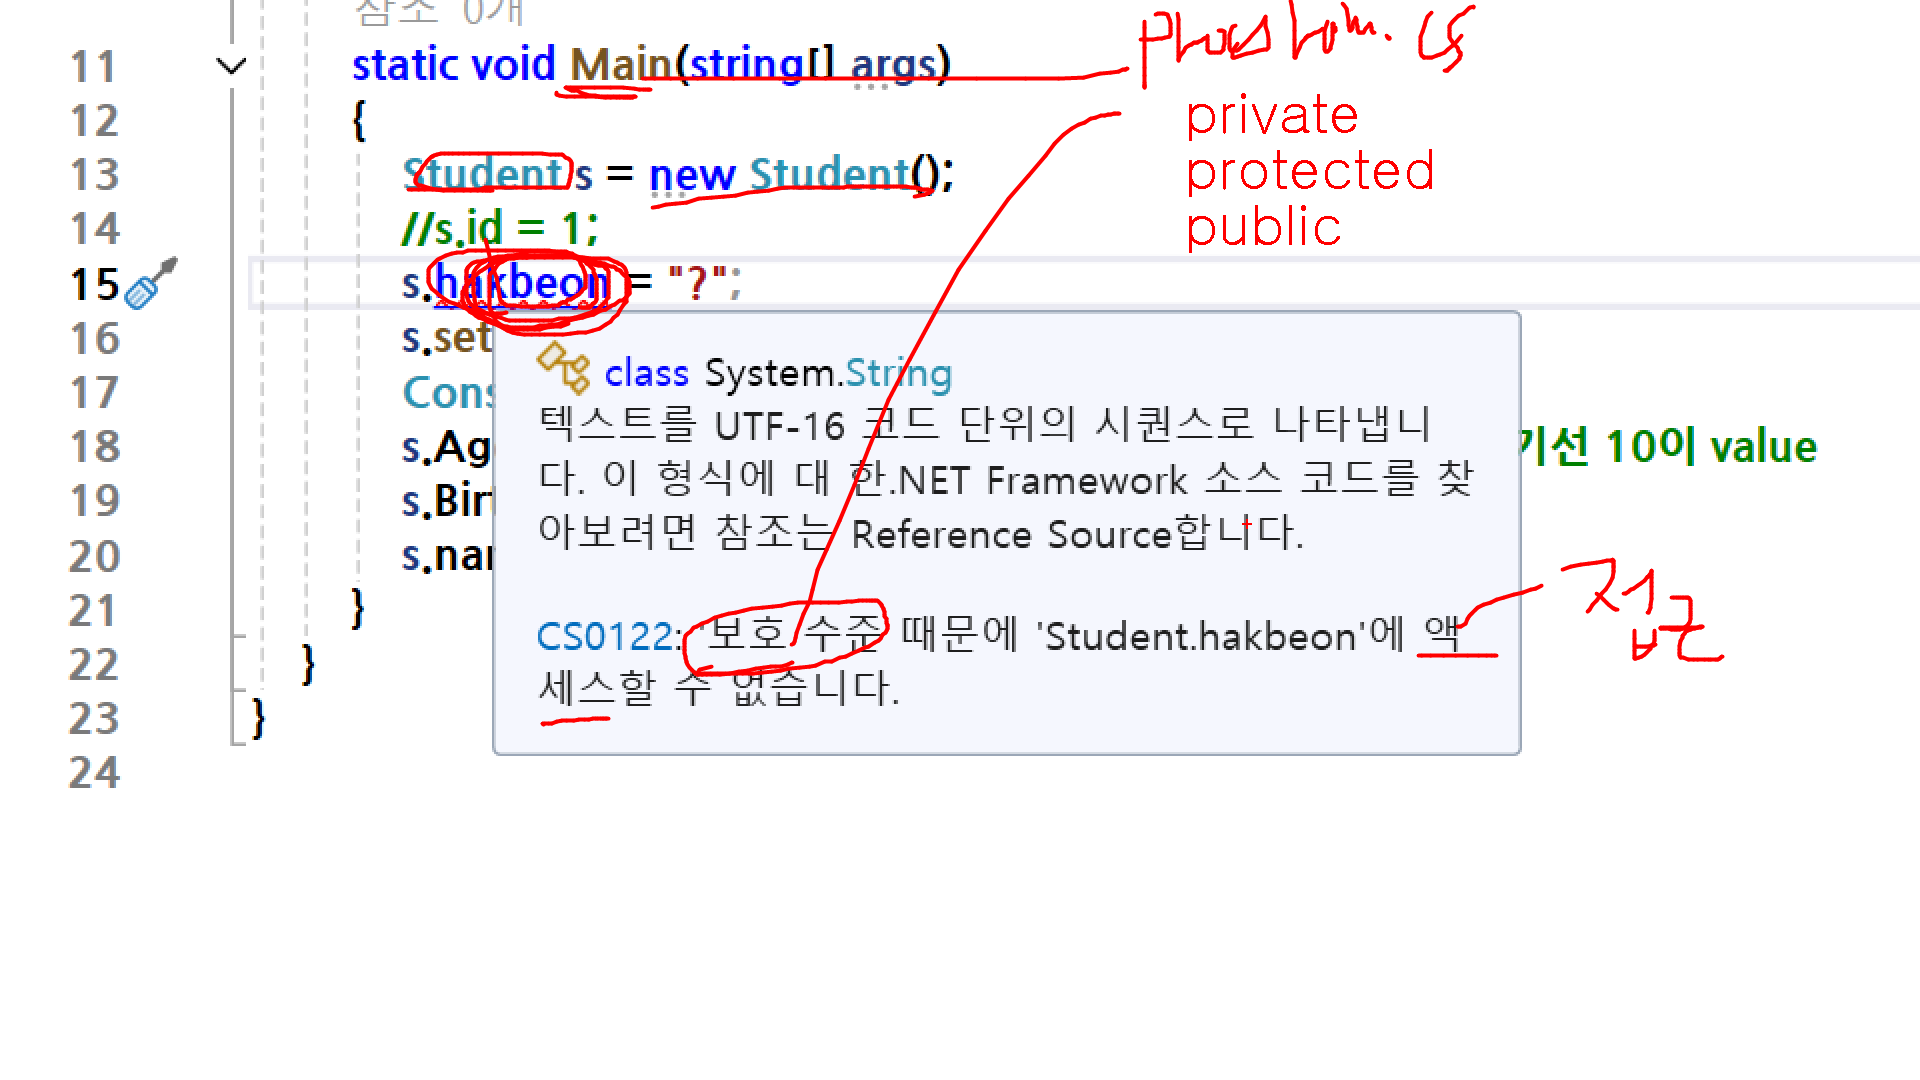 참조 0개
11 static void Main(string[] args)
.cs
private
protected
public
12 {
13 Student s = new Student();
14 //s.id = 1;
15 s.hakbeon = "?";
16 s.set
17 Cons
18 s.Ag 기선 10이 value
19 s.Birt
20 s.nar
21 }
22 }
23 }
24
class System.String
텍스트를 UTF-16 코드 단위의 시퀀스로 나타냅니
다. 이 형식에 대 한.NET Framework 소스 코드를 찾
아보려면 참조는 Reference Source합니다.
CS0122: '보호 수준 때문에 'Student.hakbeon'에 액
세스할 수 없습니다.
접근